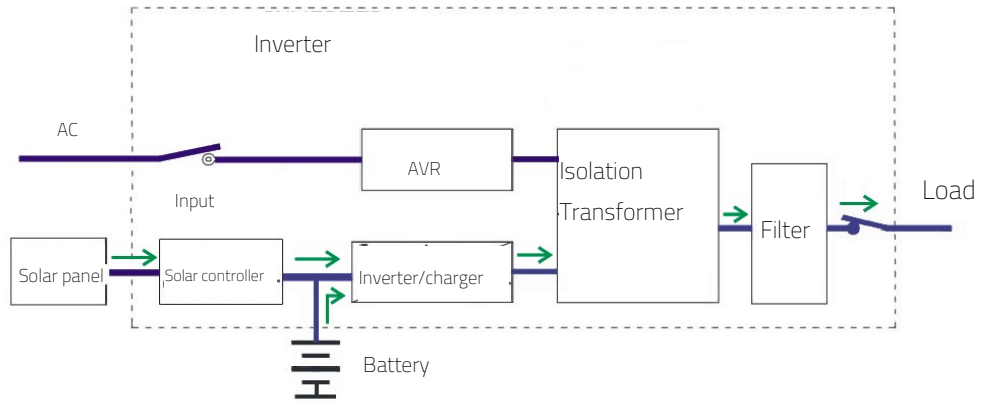 Inverter
AC
AVR
Isolation
Transformer
Input
Load
Filter
Solar panel
Solar controller
Inverter/charger
Battery